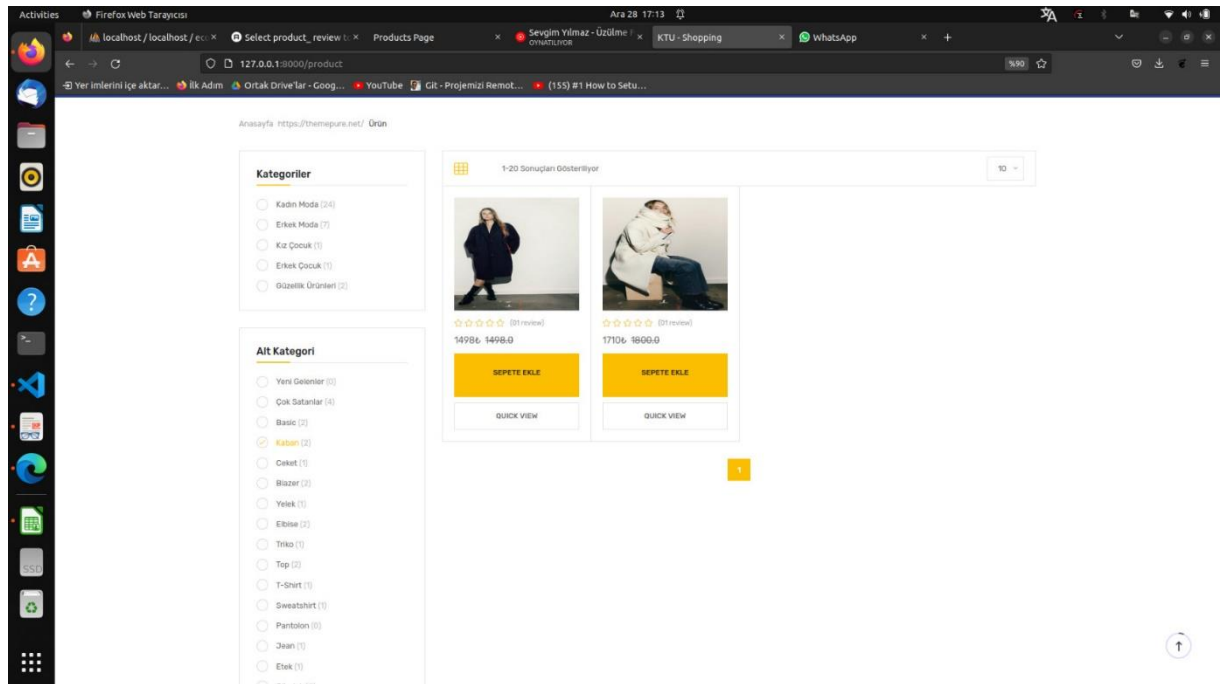 Activities Firefox Web Tarayıcısı Ara 28 17:13
localhost / localhost / ecc Select product_review b Products Page Sevgim Yılmaz - Üzülme OYNATILIYOR KTU - Shopping WhatsApp
127.0.0.1:8000/product %90
Yer imlerini içe aktar... İlk Adım Ortak Drive'lar - Goog... YouTube Git - Projemizi Remot... (155) #1 How to Setu...
Anasayfa https://themepure.net/ Ürün
Kategoriler
Kadın Moda (24)
Erkek Moda (7)
Kız Çocuk (1)
Erkek Çocuk (1)
Güzellik Ürünleri (2)
Alt Kategori
Yeni Gelenler (0)
Çok Satanlar (4)
Basic (2)
Kaban (2)
Ceket (1)
Blazer (2)
Yelek (1)
Elbise (2)
Triko (1)
Top (2)
T-Shirt (1)
Sweatshirt (1)
Pantolon (0)
Jean (1)
Etek (1)
1-20 Sonuçları Gösteriliyor 10
(01 review) (01 review)
1498₺ 1498.0 1710₺ 1800.0
SEPETE EKLE SEPETE EKLE
QUICK VIEW QUICK VIEW
1
SSD